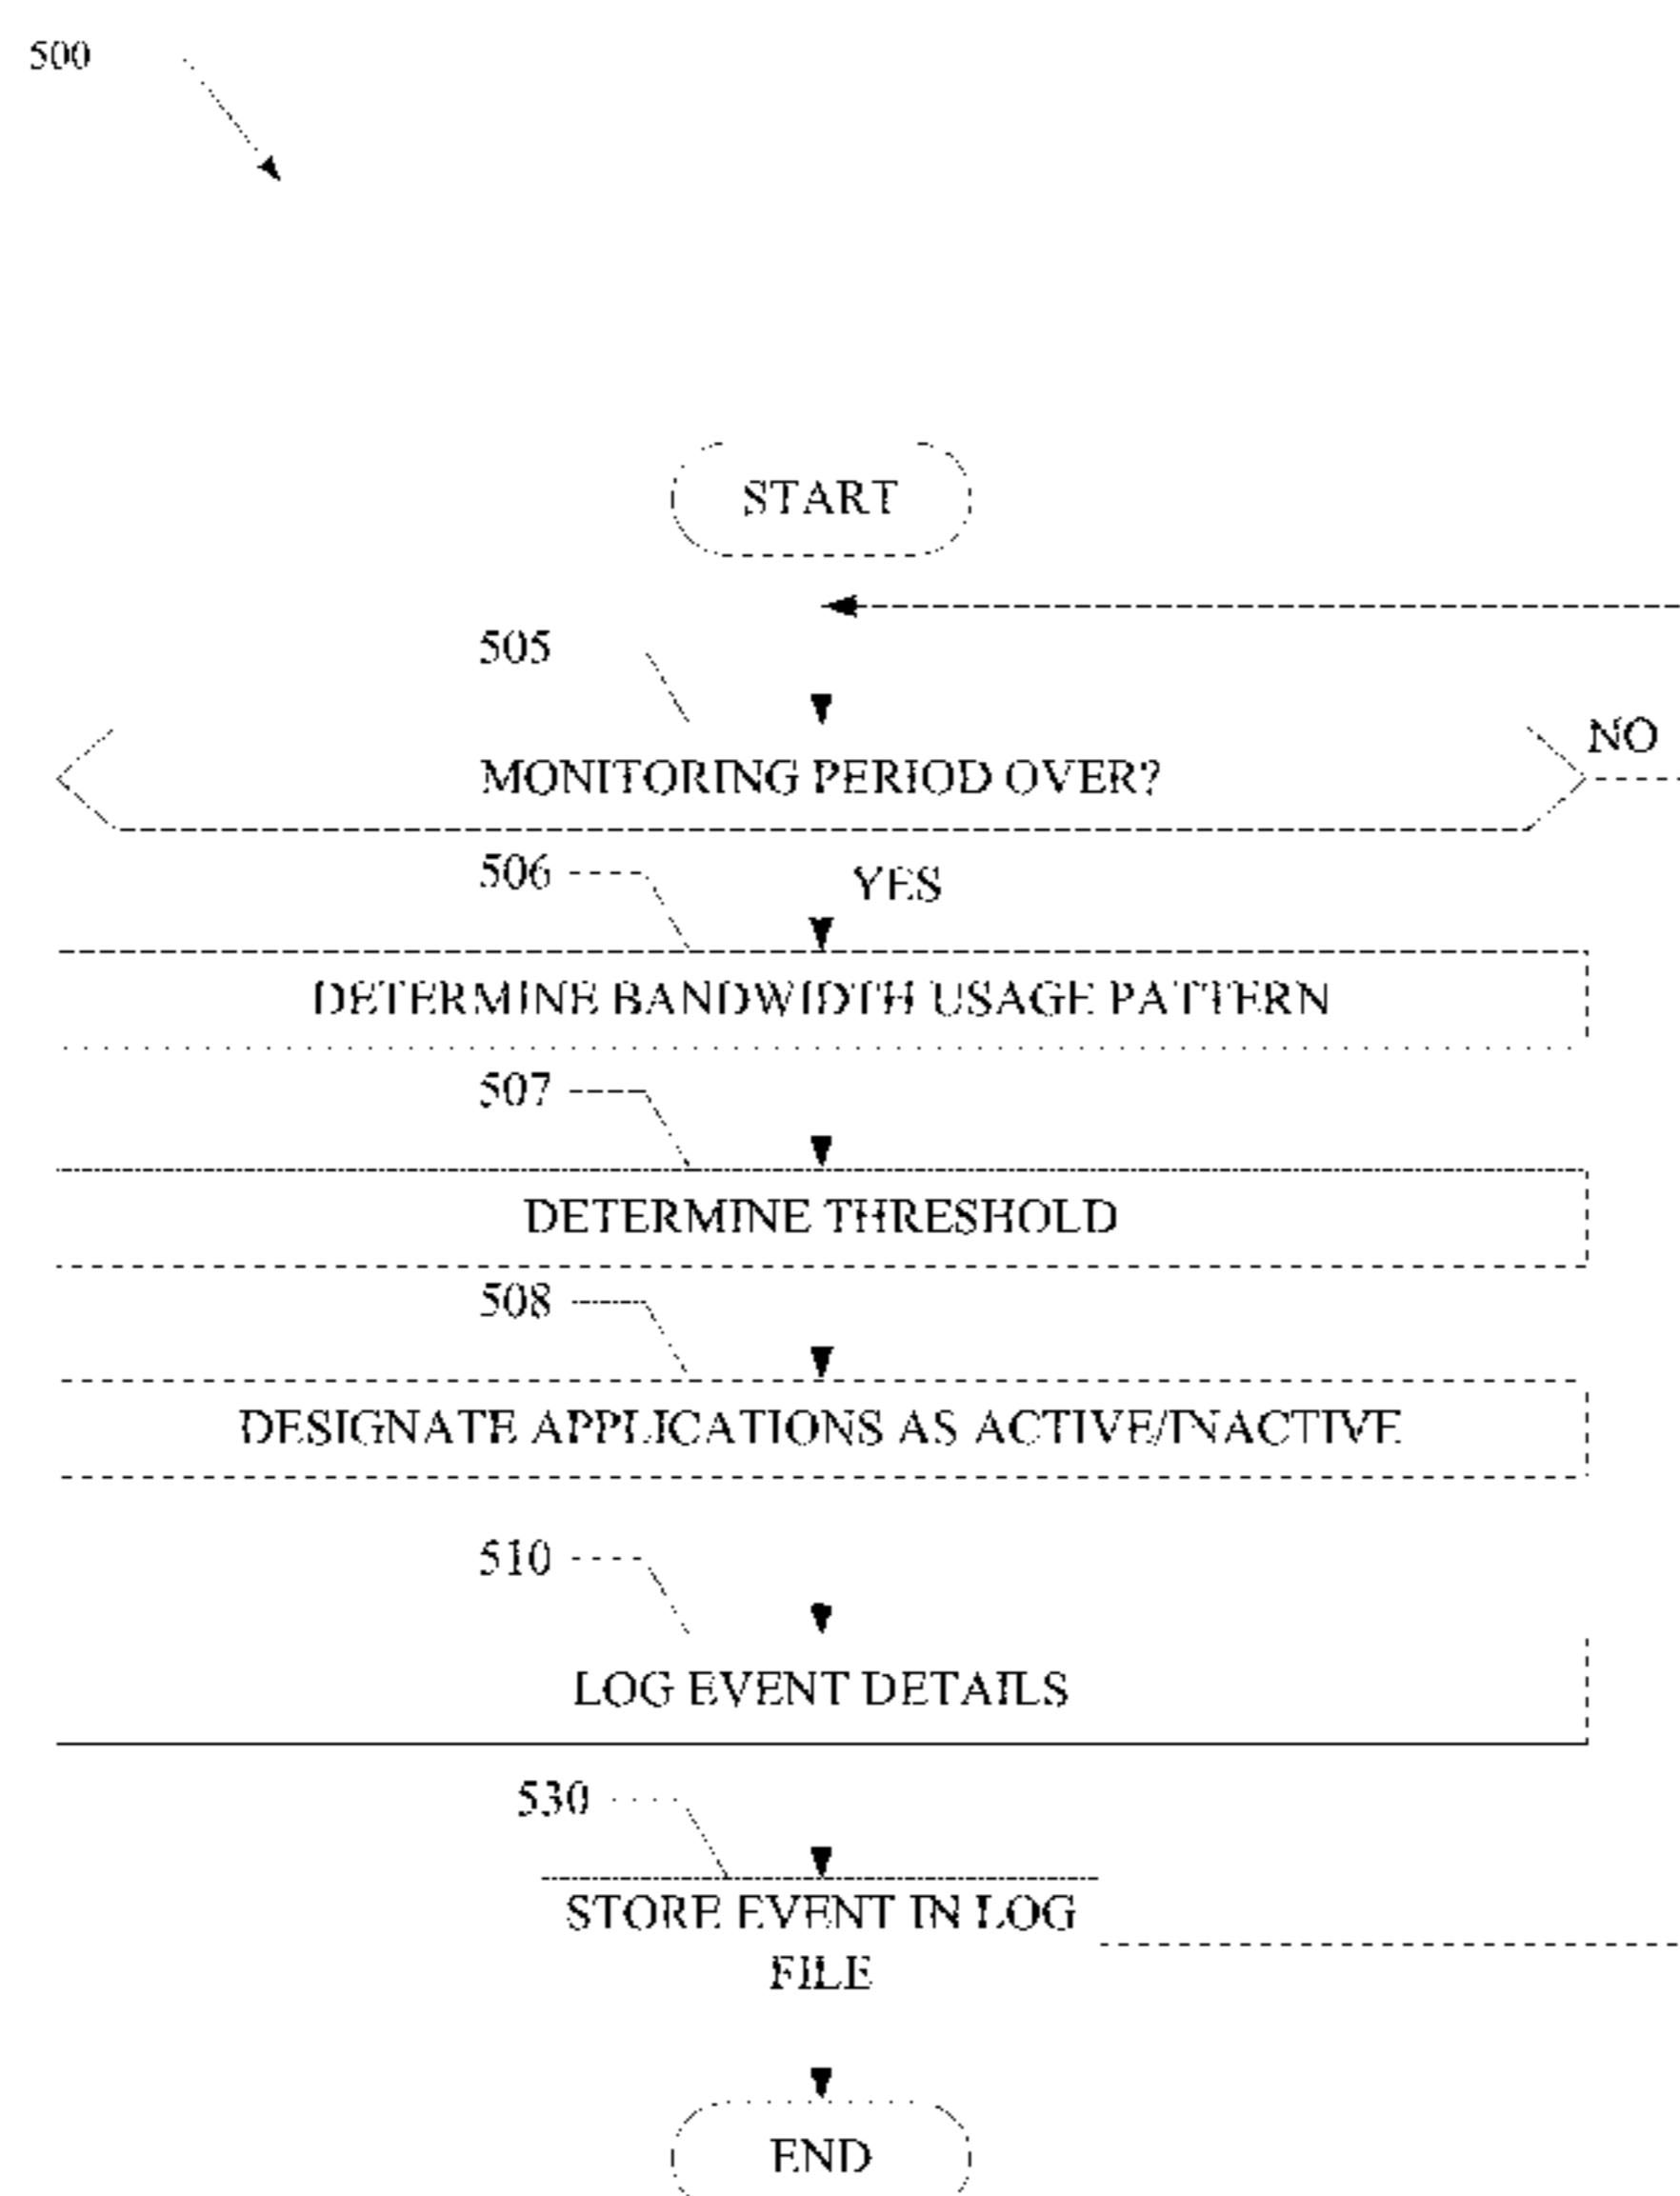 500
START
505
MONITORING PERIOD OVER?
NO
506
YES
DETERMINE BANDWIDTH USAGE PATTERN
507
DETERMINE THRESHOLD
508
DESIGNATE APPLICATIONS AS ACTIVE/INACTIVE
510
LOG EVENT DETAILS
530
STORE EVENT IN LOG
FILE
END